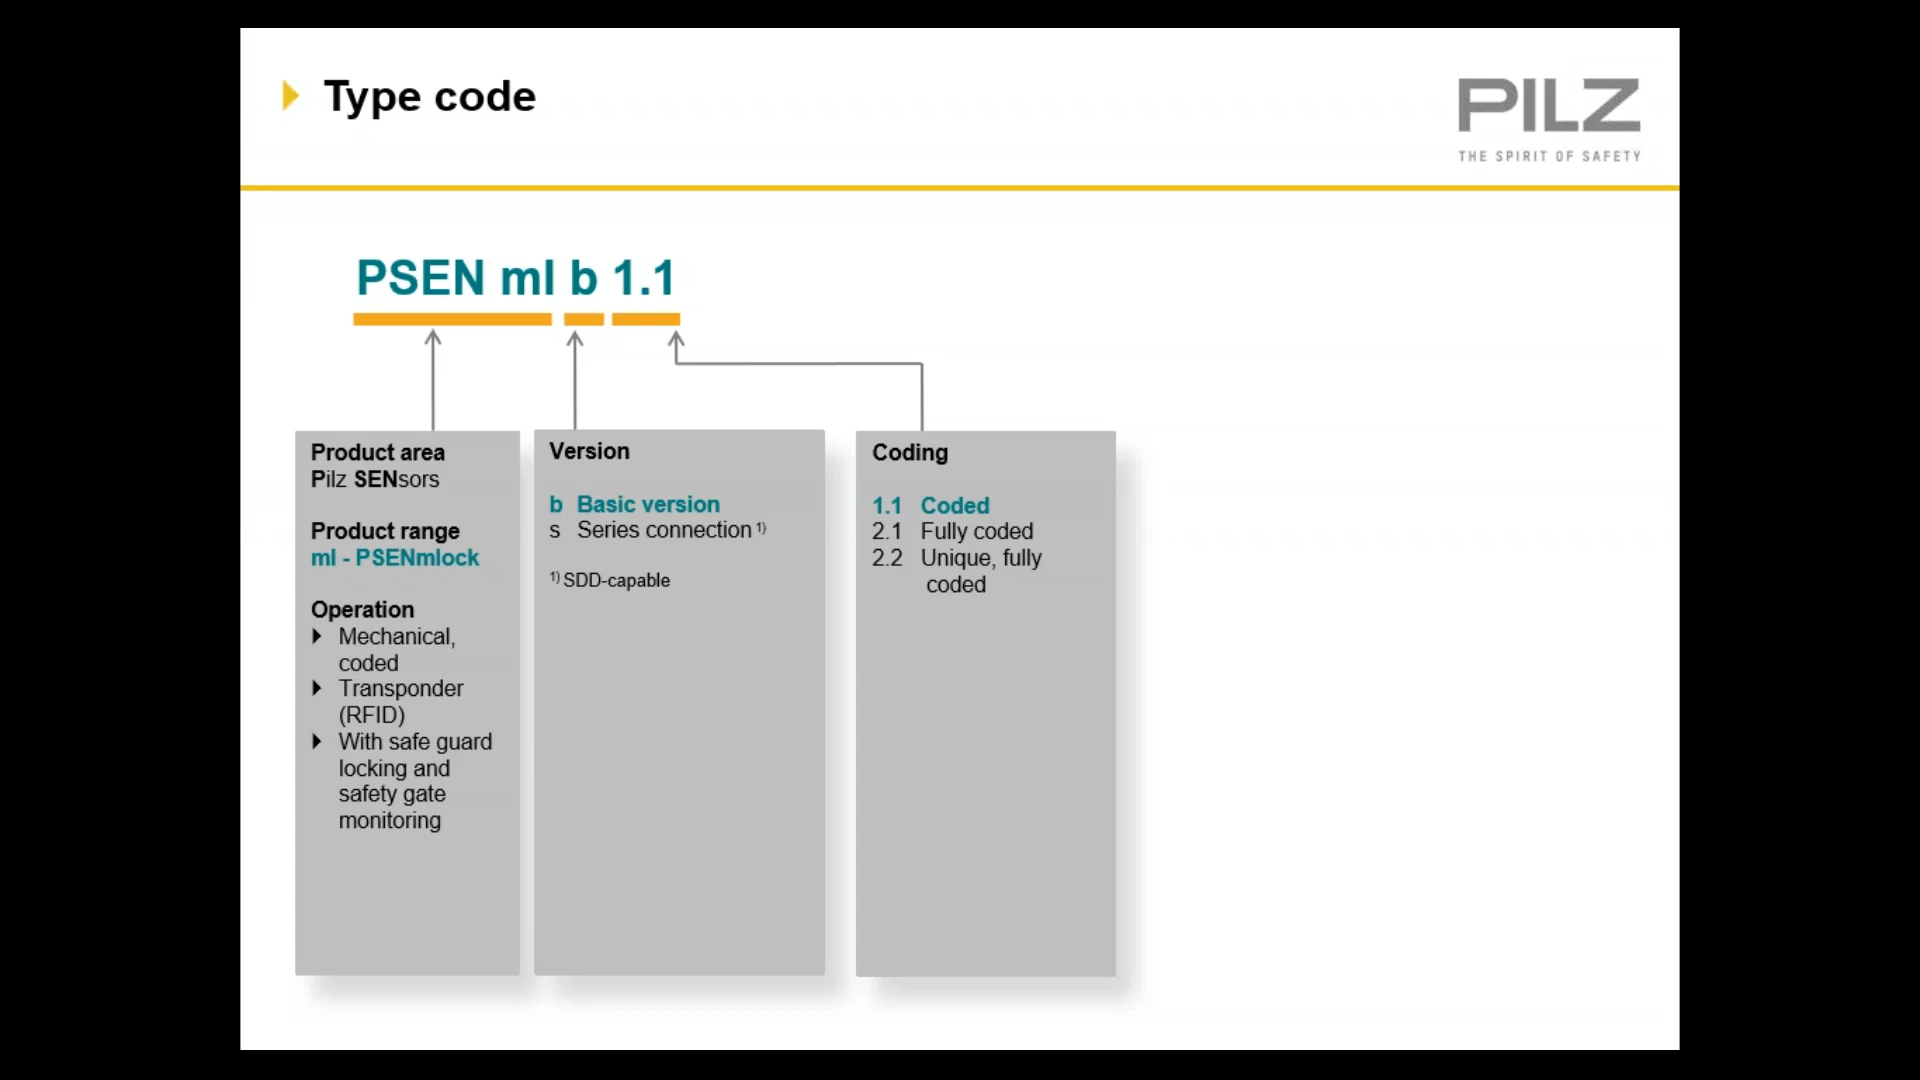 Type code
PILZ
THE SPIRIT OF SAFETY
PSEN ml b 1.1
Product area
Pilz SENsors
Product range
ml - PSENmlock
Operation
Mechanical,
coded
Transponder
(RFID)
With safe guard
locking and
safety gate
monitoring
Version
b Basic version
s Series connection 1)
1) SDD-capable
Coding
1.1 Coded
2.1 Fully coded
2.2 Unique, fully
coded